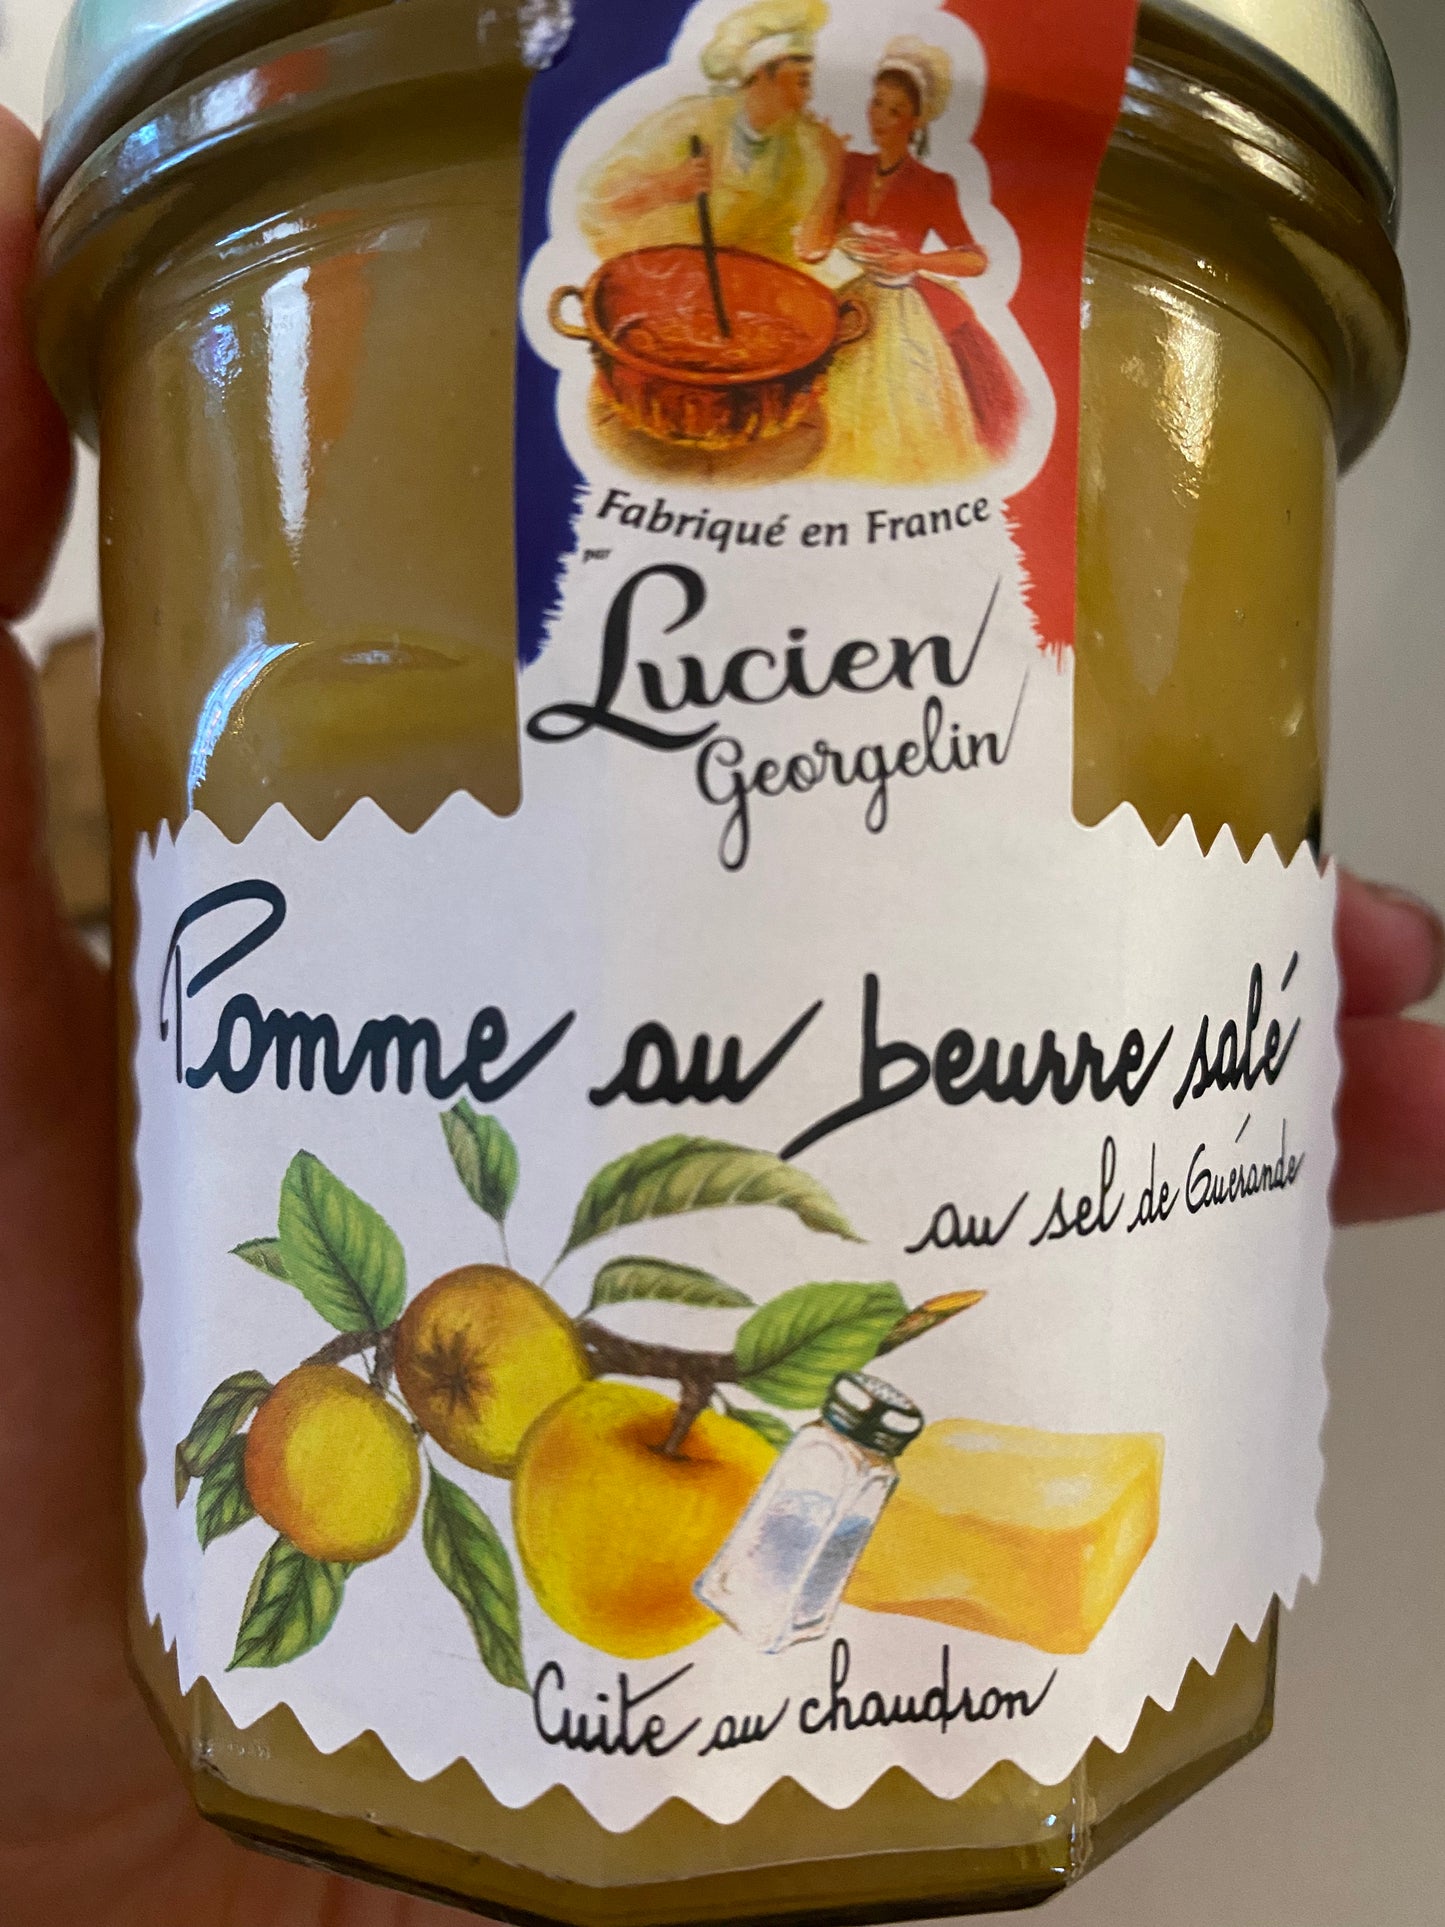 Fabriqué en France
par
Lucien
Georgelin
Pomme au beurre salé
au sel de Guérande
Cuite au chaudron